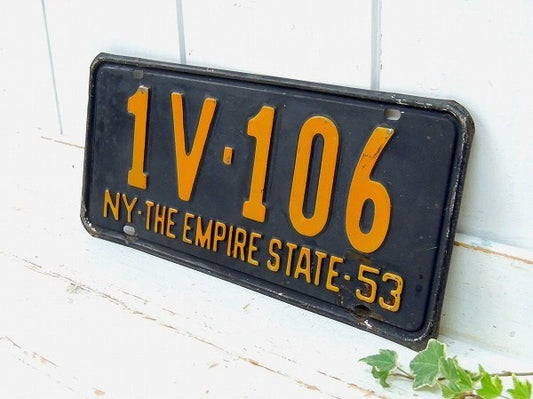 1V·106
NY·THE EMPIRE STATE·53